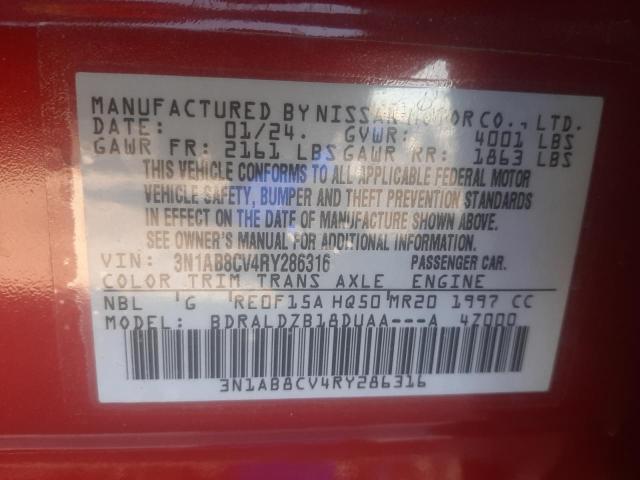 MANUFACTURED BY NISSAN MOTOR CO., LTD.
DATE: 01/24. GVWR: 4001 LBS
GAWR FR: 2161 LBS GAWR RR: 1863 LBS
THIS VEHICLE CONFORMS TO ALL APPLICABLE FEDERAL MOTOR
VEHICLE SAFETY, BUMPER AND THEFT PREVENTION STANDARDS
IN EFFECT ON THE DATE OF MANUFACTURE SHOWN ABOVE.
SEE OWNER'S MANUAL FOR ADDITIONAL INFORMATION.
VIN: 3N1AB8CV4RY286316 PASSENGER CAR.
COLOR TRIM TRANS AXLE ENGINE
NBL G RE0F15A HQ50 MR20 1997 CC
MODEL: BDRALDZB18DUAA---A 47000
3N1AB8CV4RY286316